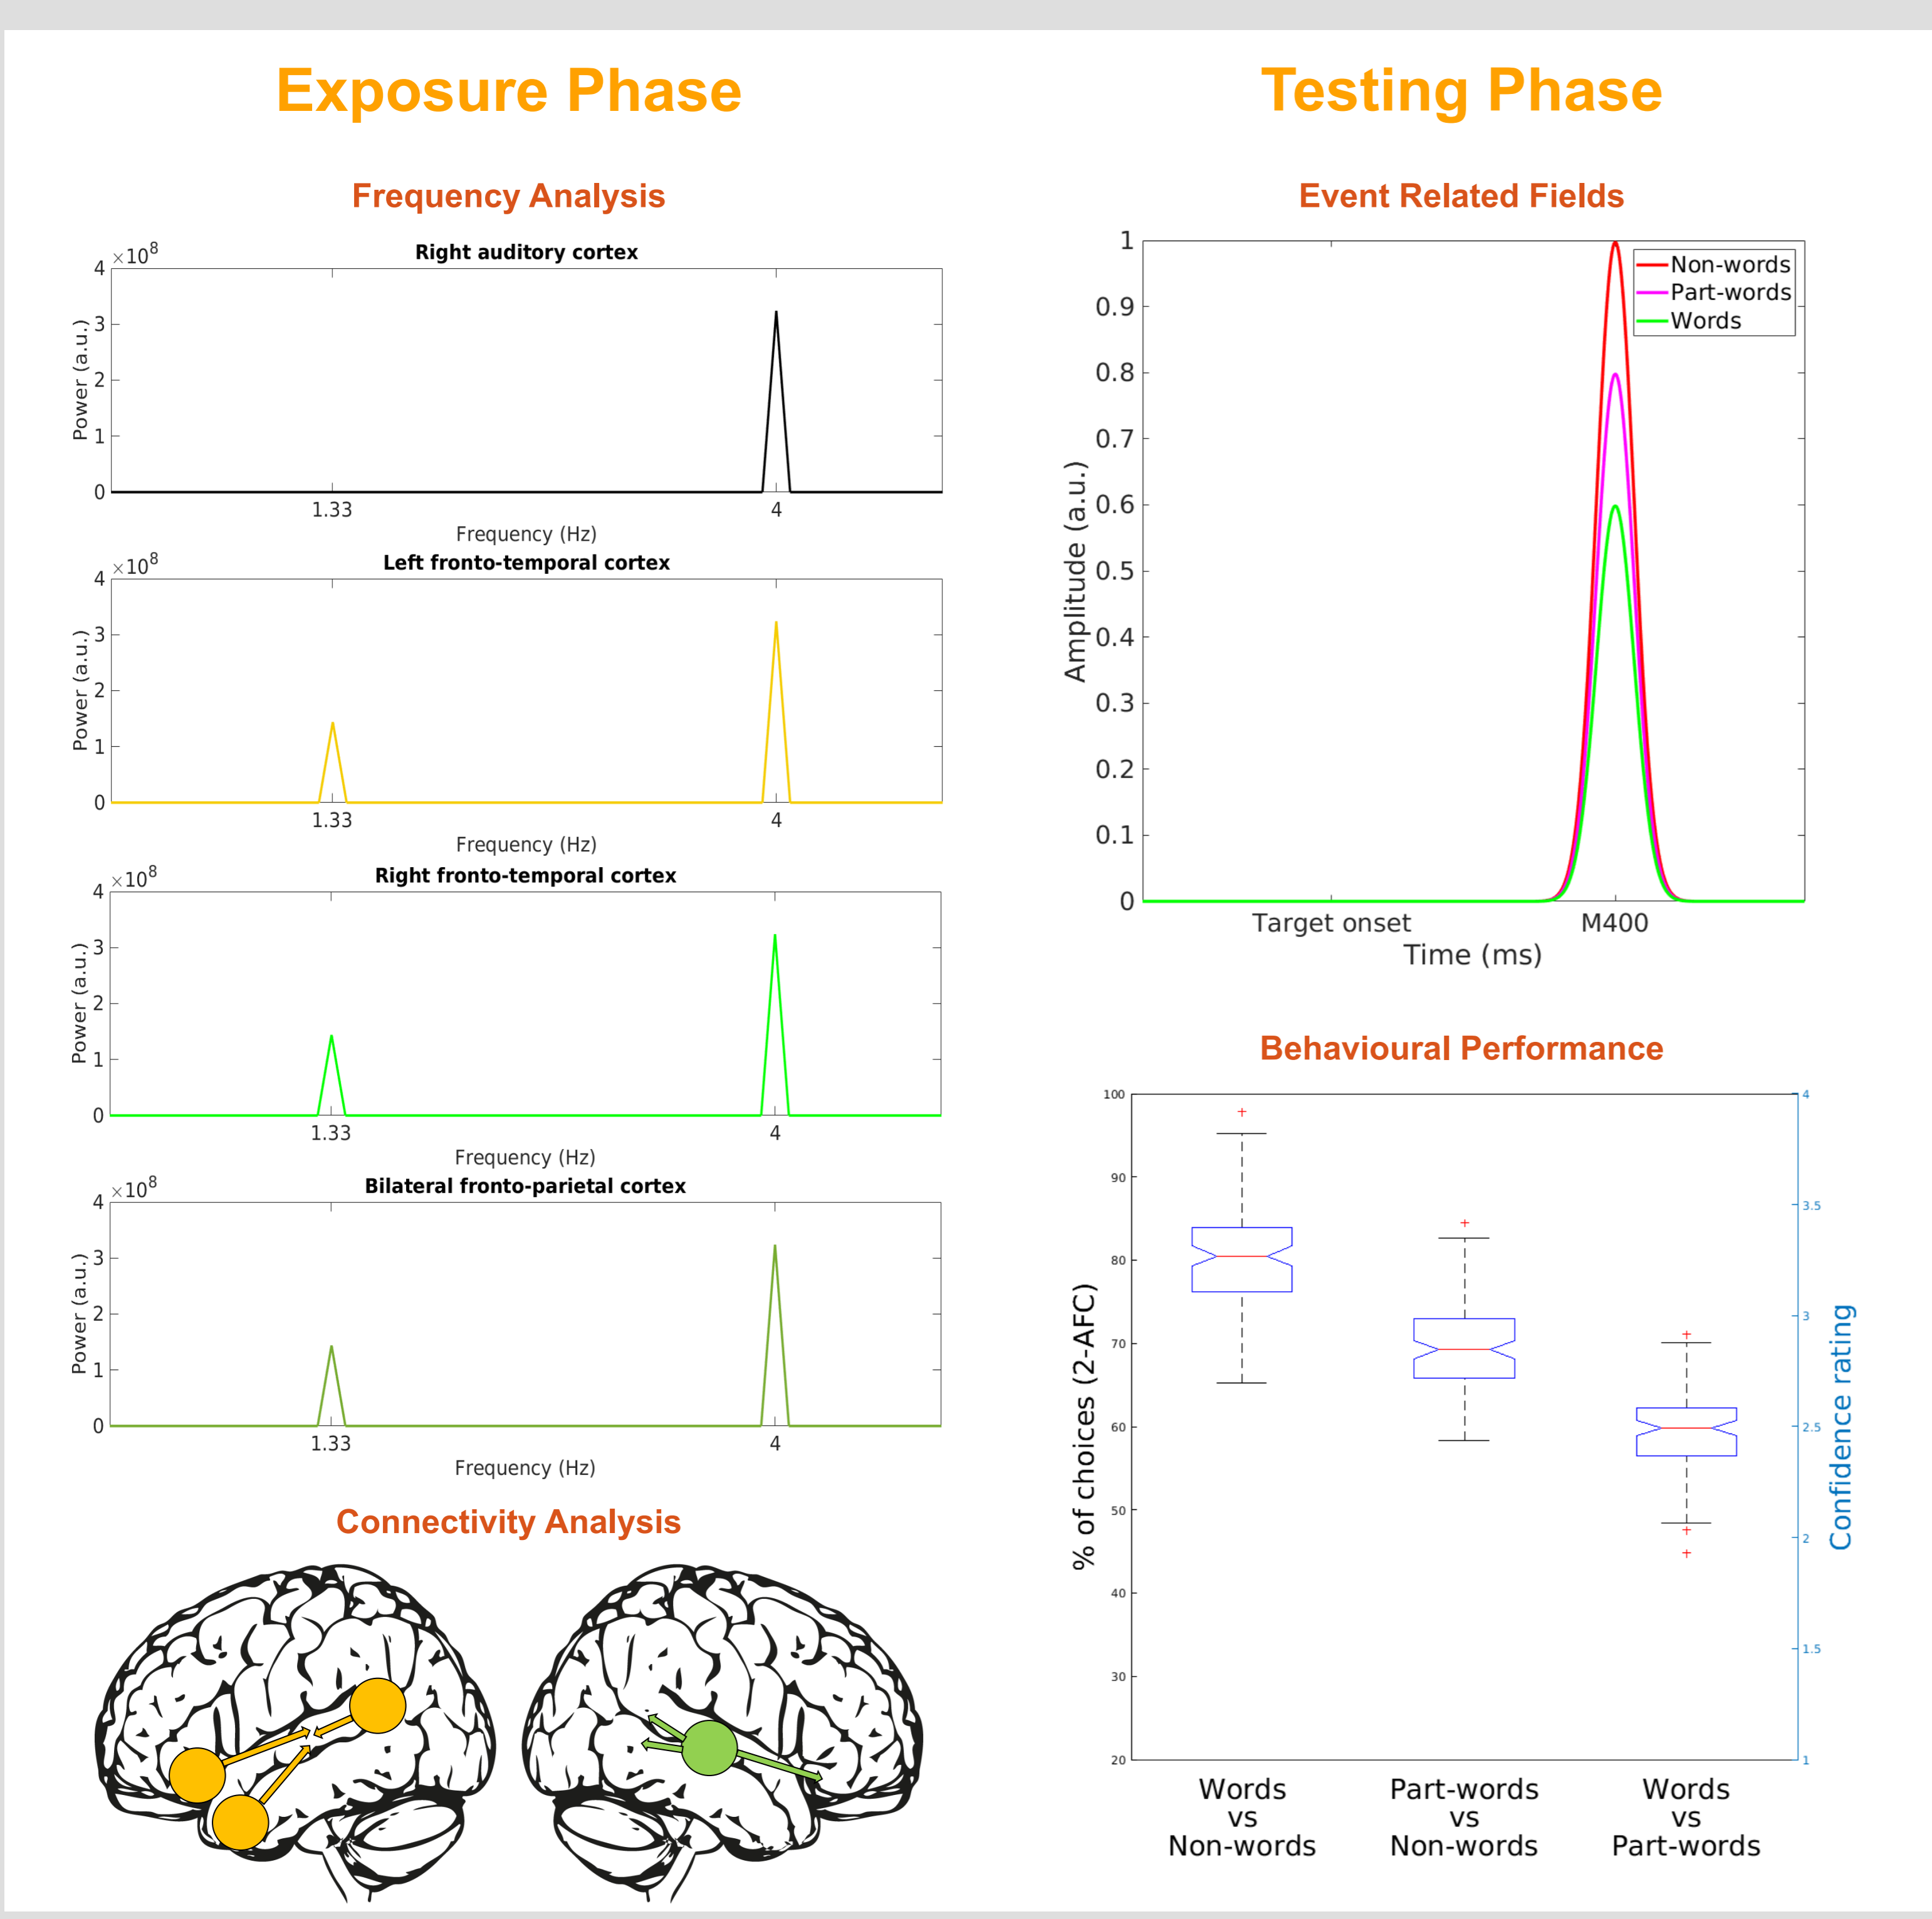 Exposure Phase
Frequency Analysis
×10^8
Right auditory cortex
4
3
2
1
0
Power (a.u.)
1.33
4
Frequency (Hz)
×10^8
Left fronto-temporal cortex
4
3
2
1
0
Power (a.u.)
1.33
4
Frequency (Hz)
×10^8
Right fronto-temporal cortex
4
3
2
1
0
Power (a.u.)
1.33
4
Frequency (Hz)
×10^8
Bilateral fronto-parietal cortex
4
3
2
1
0
Power (a.u.)
1.33
4
Frequency (Hz)
Connectivity Analysis
Testing Phase
Event Related Fields
1
0.9
0.8
0.7
0.6
0.5
0.4
0.3
0.2
0.1
0
Amplitude (a.u.)
Non-words
Part-words
Words
Target onset
M400
Time (ms)
Behavioural Performance
100
90
80
70
60
50
40
30
20
% of choices (2-AFC)
4
3.5
3
2.5
2
1.5
1
Confidence rating
Words
vs
Non-words
Part-words
vs
Non-words
Words
vs
Part-words